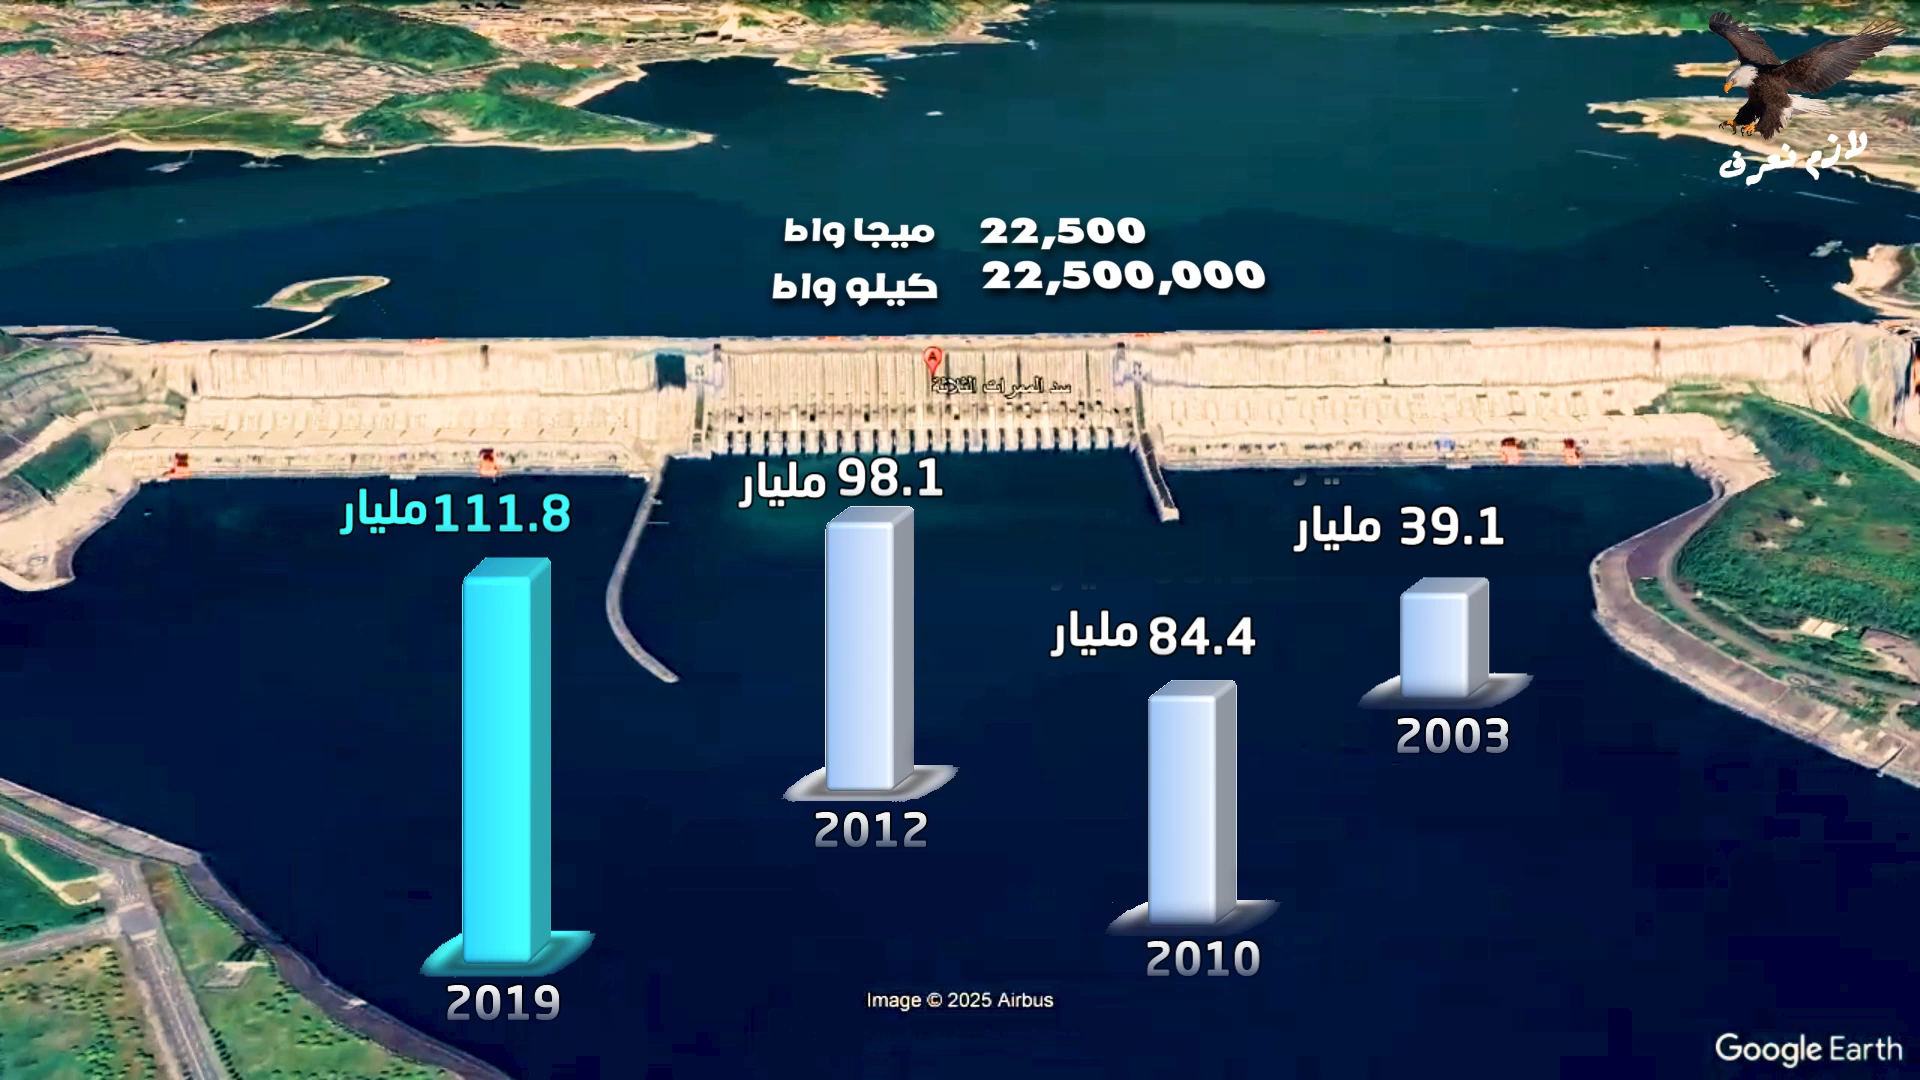 لازم نعرف
22,500 ميجا واط
22,500,000 كيلو واط
A
سد الممرات الثلاثة
98.1 مليار
111.8 مليار
39.1 مليار
84.4 مليار
2003
2012
2010
2019
Image © 2025 Airbus
Google Earth